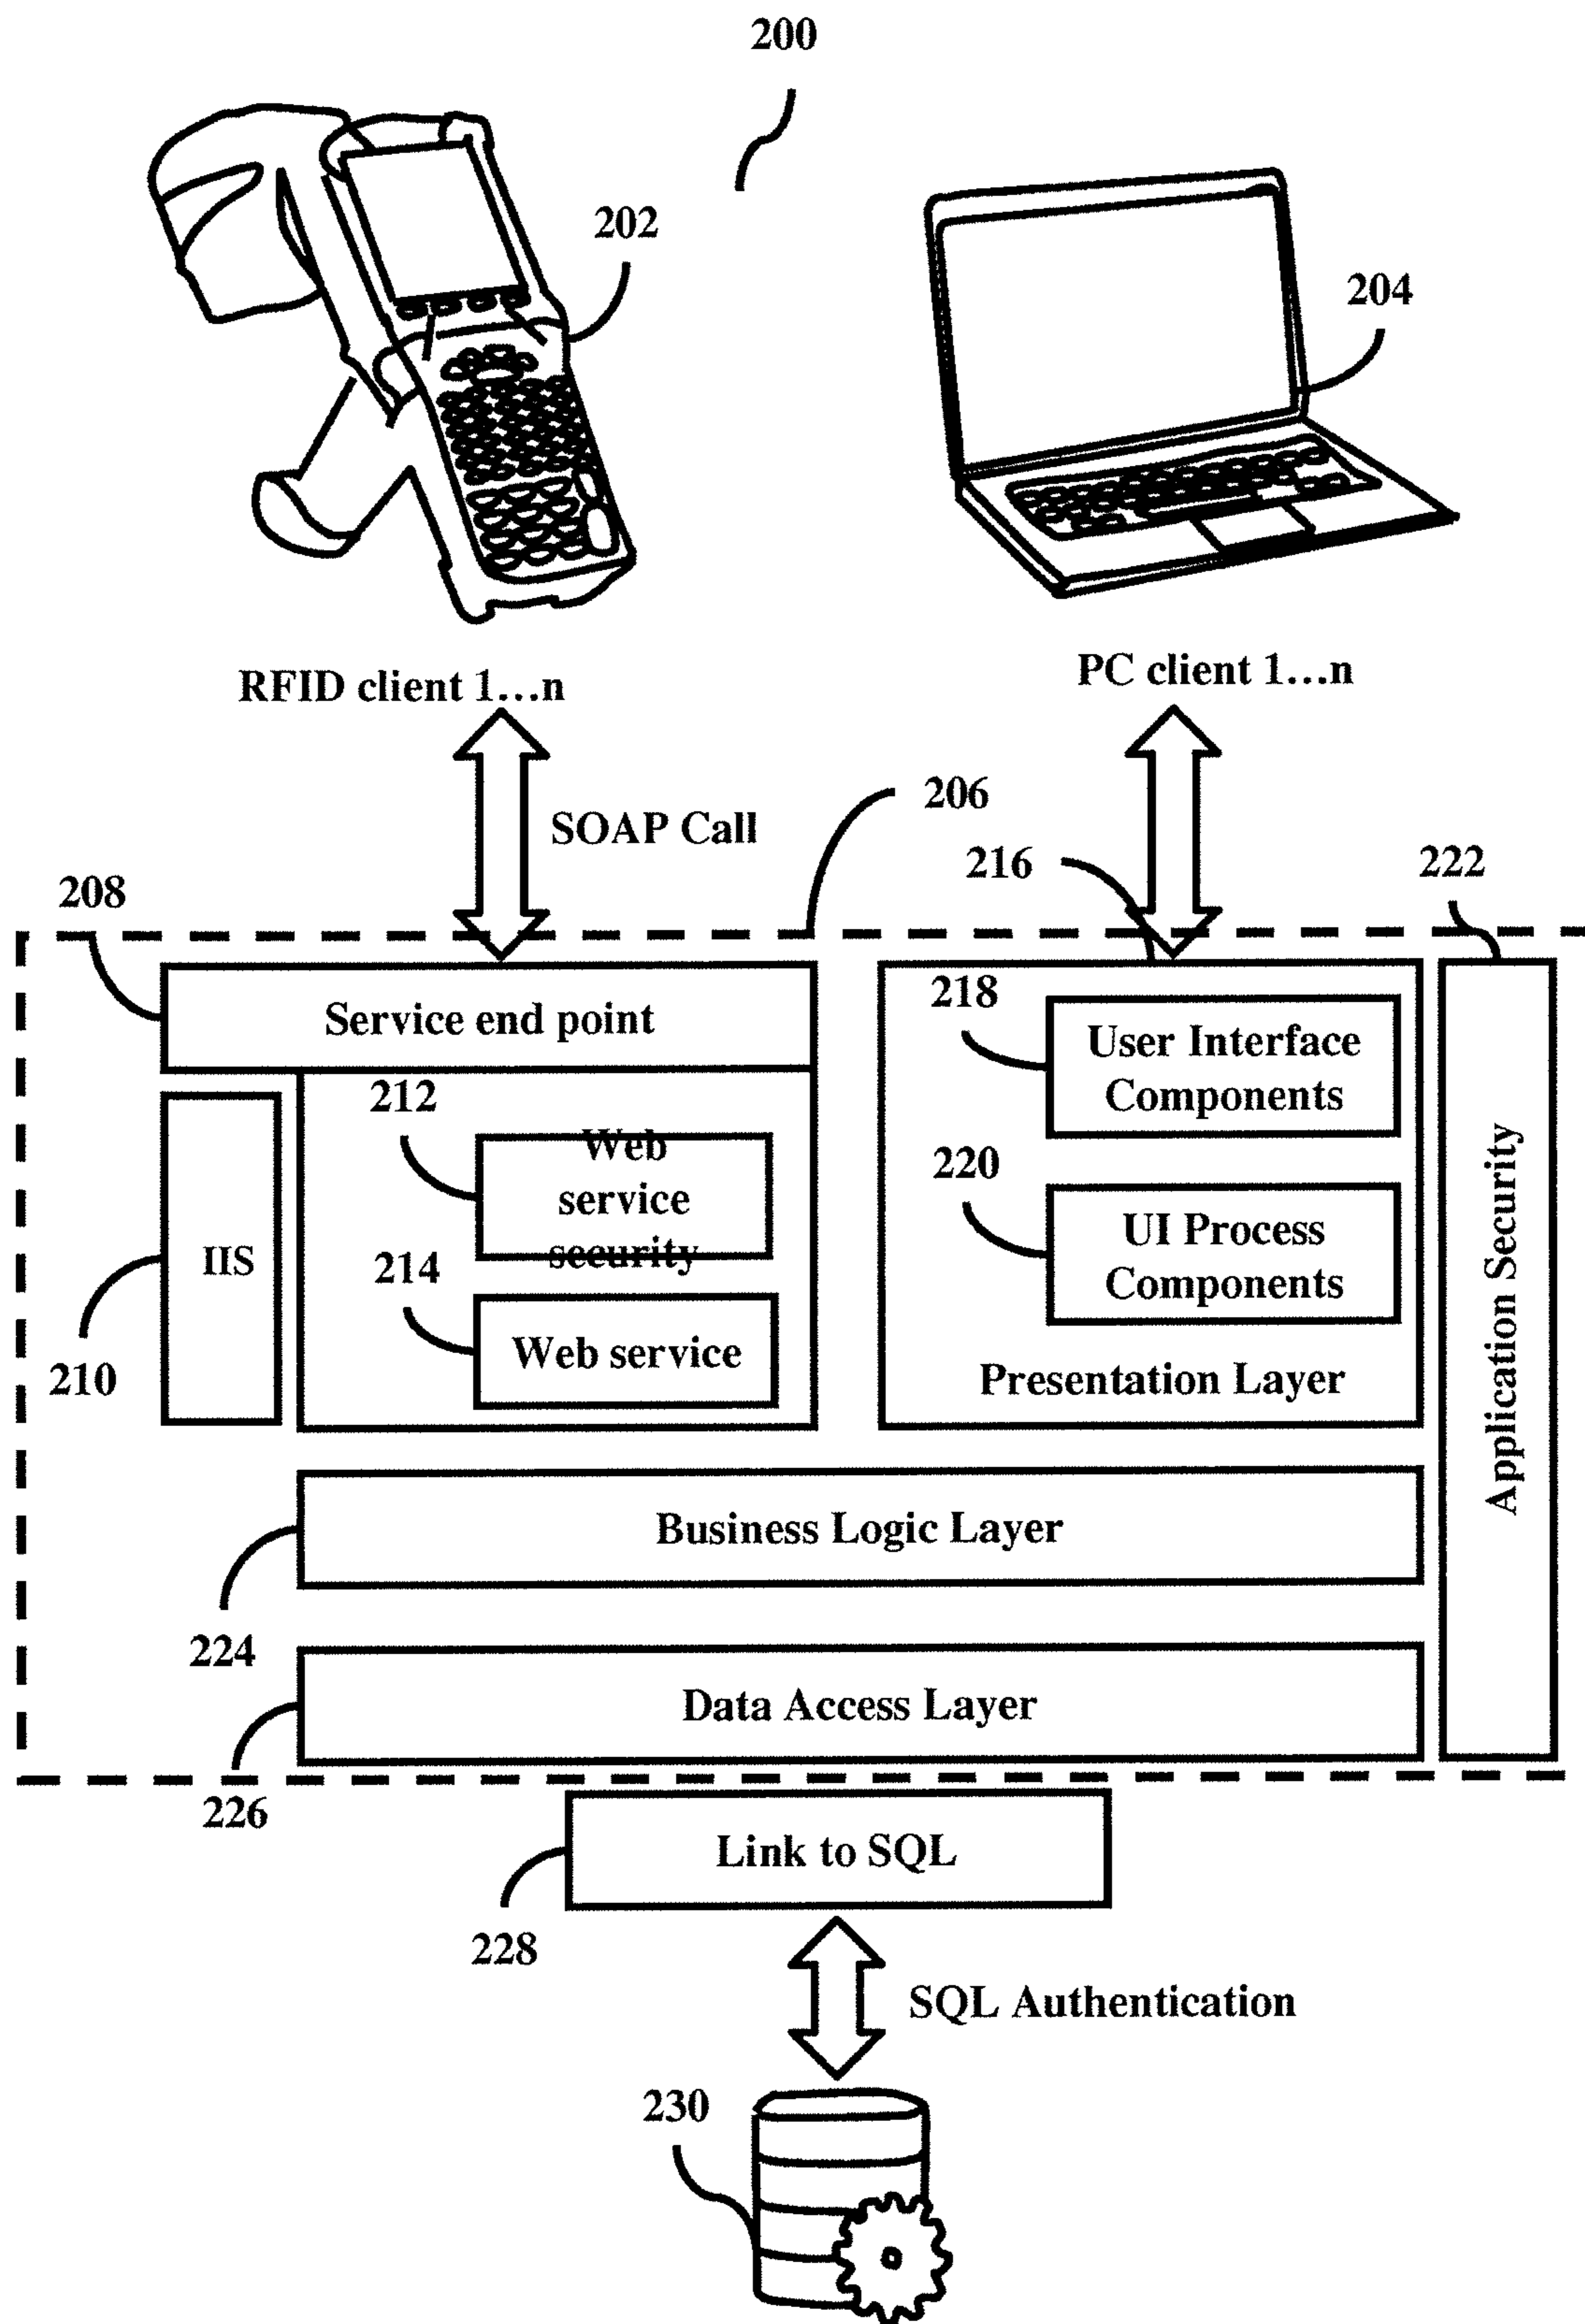 200
202
204
RFID client 1...n
PC client 1...n
SOAP Call
206
216
222
208
Service end point
218
User Interface
Components
212
Web
service
security
220
UI Process
Components
IIS
214
Web service
210
Presentation Layer
Application Security
Business Logic Layer
224
Data Access Layer
226
Link to SQL
228
SQL Authentication
230